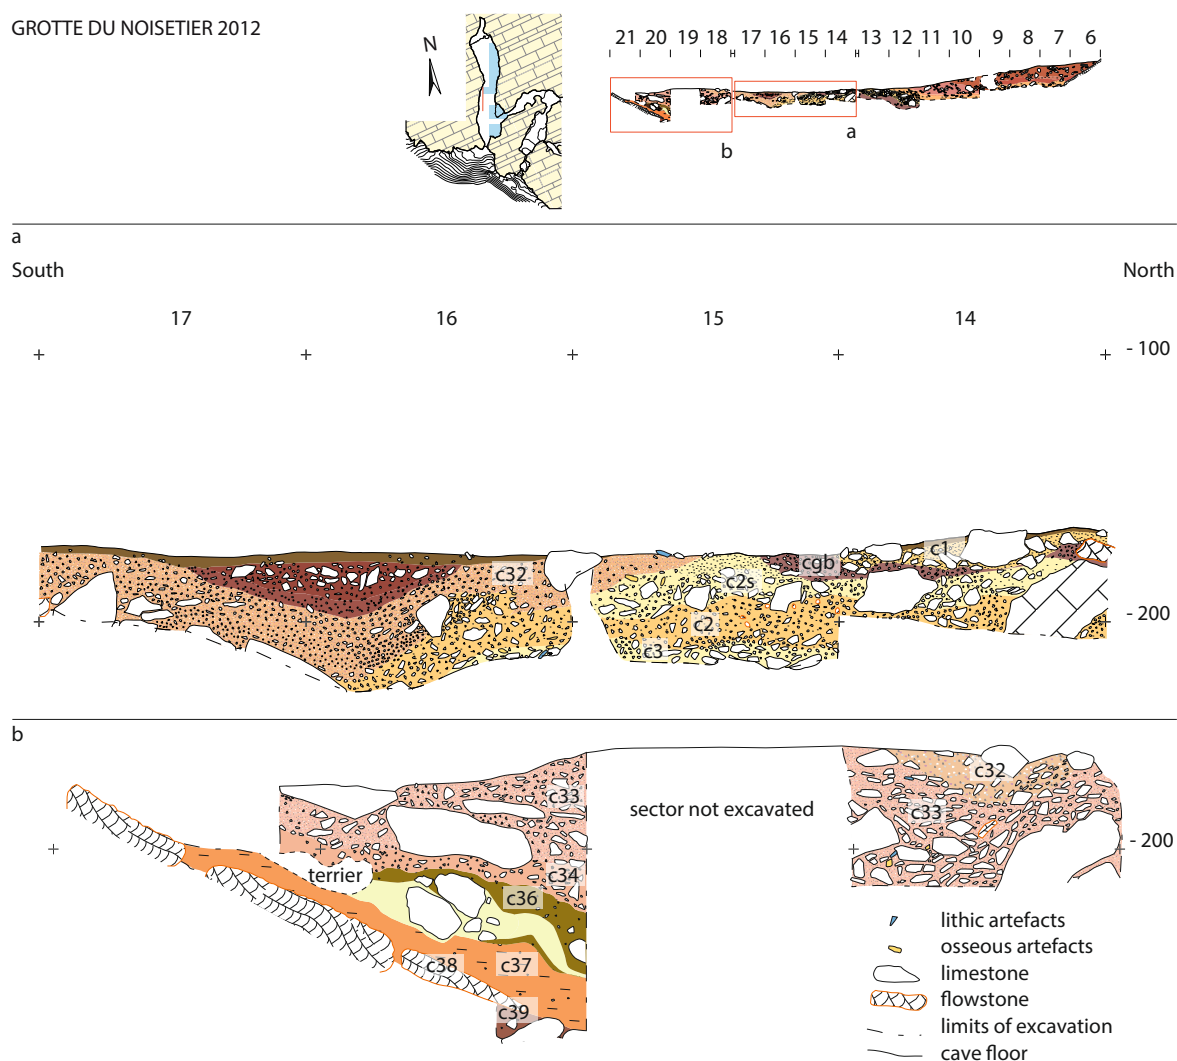 GROTTE DU NOISETIER 2012
N
21 20 19 18 17 16 15 14 13 12 11 10 9 8 7 6
b
a
a
South
North
17
16
15
14
- 100
c32
c2s
cgb
c1
c2
- 200
c3
b
c33
sector not excavated
c32
c33
- 200
terrier
c34
c36
c38
c37
c39
lithic artefacts
osseous artefacts
limestone
flowstone
limits of excavation
cave floor